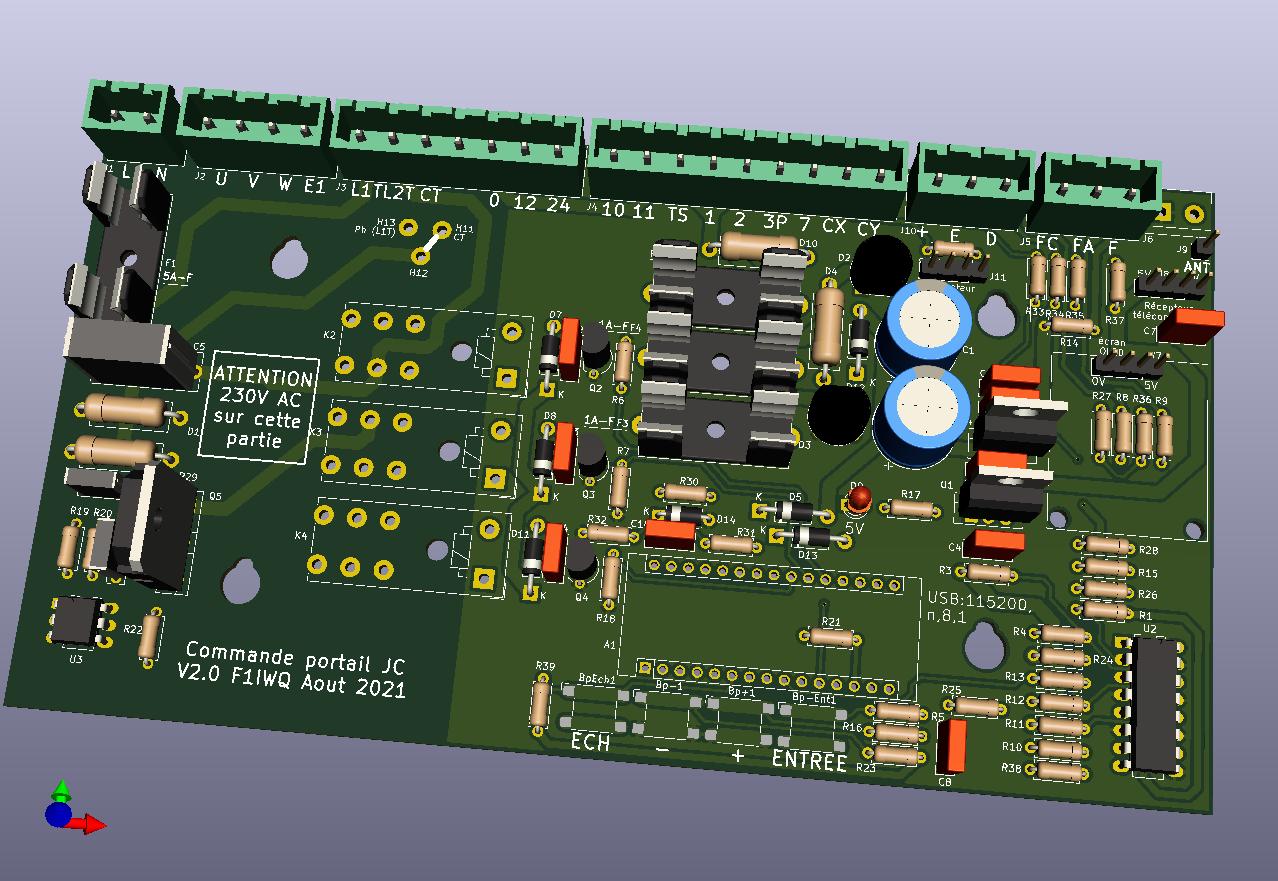 J1 L N
J2 U V W E1
J3 L1TL2T CT
0 12 24
J4 10 11 TS 1 2 3P 7 CX CY
J10 + E D
J5 FC FA F
J6
J9
ANT
H13
Pb (L1T)
H11
CT
H12
F1
5A-F
K2
D7
1A-FF4
Q2
R6
K
D10
D2
D4
C1
J11
R33
R34
R35
R37
R14
Récepteur
C7
écran
0V
5V
R27 R8 R36 R9
C5
ATTENTION
230V AC
sur cette
partie
D1
K3
D8
1A-FF3
R7
Q3
K
D3
R29
Q5
R19
R20
K4
D11
K
Q4
R18
R32
R30
K
D14
R31
K
D5
K
D13
D9
5V
R17
U1
C4
R3
R28
R15
R26
R1
U2
USB:115200,
n,8,1
A1
R21
R22
U3
Commande portail JC
V2.0 F1IWQ Aout 2021
R39
BpEch1
Bp-1
Bp+1
Bp-Ent1
ECH
–
+
ENTREE
R5
R16
R23
R25
C8
R4
R24
R13
R12
R11
R10
R38